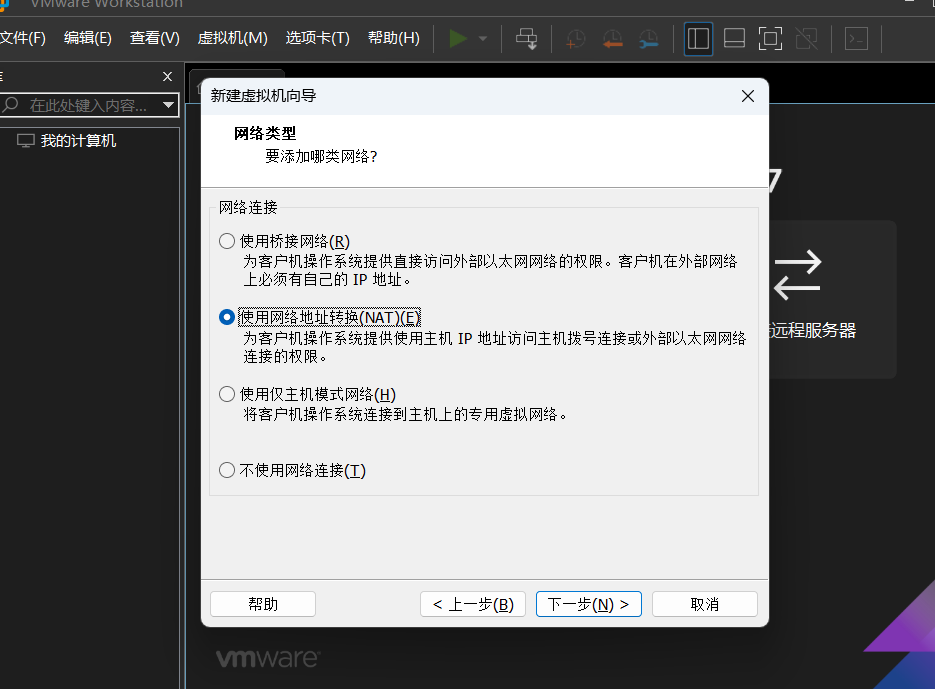 VMware Workstation
文件(F) 编辑(E) 查看(V) 虚拟机(M) 选项卡(T) 帮助(H)
在此处键入内容...
我的计算机
新建虚拟机向导
网络类型
要添加哪类网络?
网络连接
使用桥接网络(R)
为客户机操作系统提供直接访问外部以太网网络的权限。客户机在外部网络
上必须有自己的 IP 地址。
使用网络地址转换(NAT)(E)
为客户机操作系统提供使用主机 IP 地址访问主机拨号连接或外部以太网网络
连接的权限。
使用仅主机模式网络(H)
将客户机操作系统连接到主机上的专用虚拟网络。
不使用网络连接(T)
帮助
< 上一步(B)
下一步(N) >
取消
7
远程服务器
vmware